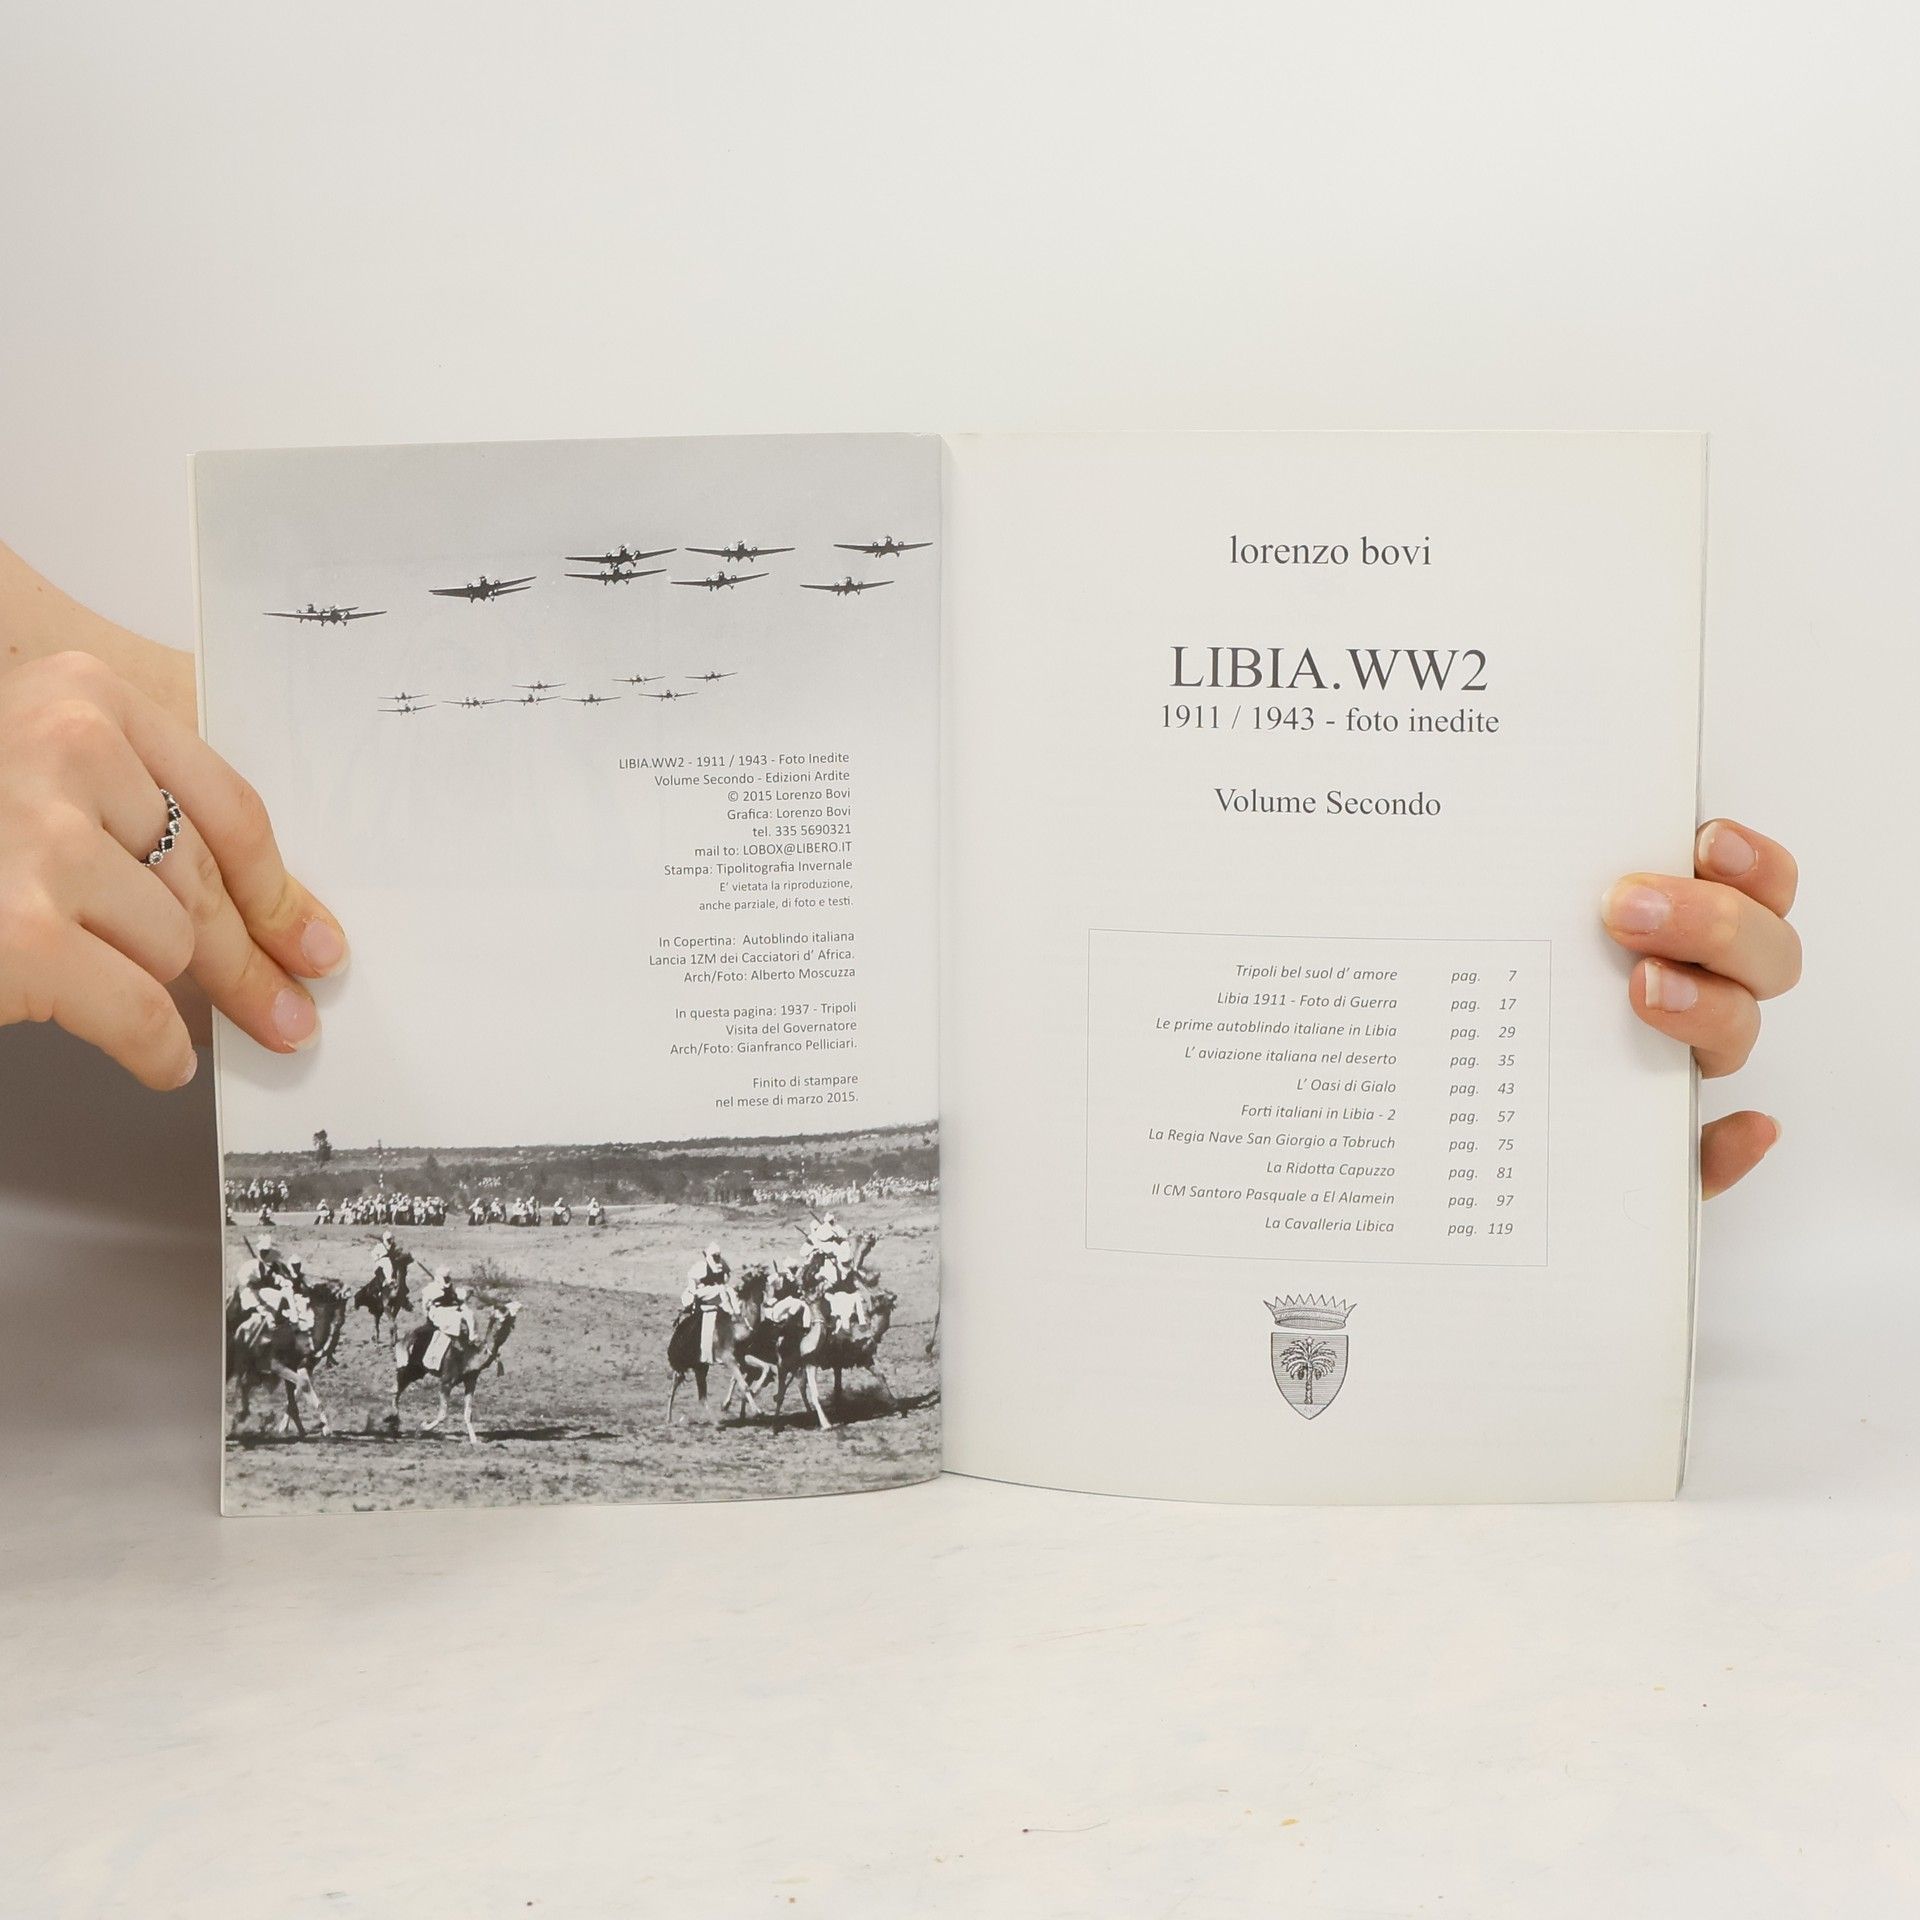 LIBIA.WW2 - 1911 / 1943 - Foto Inedite
Volume Secondo - Edizioni Ardite
© 2015 Lorenzo Bovi
Grafica: Lorenzo Bovi
tel. 335 5690321
mail to: LOBOX@LIBERO.IT
Stampa: Tipolitografia Invernale
E' vietata la riproduzione,
anche parziale, di foto e testi.
In Copertina: Autoblindo italiana
Lancia 1ZM dei Cacciatori d' Africa.
Arch/Foto: Alberto Moscuzza
In questa pagina: 1937 - Tripoli
Visita del Governatore
Arch/Foto: Gianfranco Pelliciari.
Finito di stampare
nel mese di marzo 2015.
lorenzo bovi
LIBIA.WW2
1911 / 1943 - foto inedite
Volume Secondo
Tripoli bel suol d' amore pag. 7
Libia 1911 - Foto di Guerra pag. 17
Le prime autoblindo italiane in Libia pag. 29
L' aviazione italiana nel deserto pag. 35
L' Oasi di Gialo pag. 43
Forti italiani in Libia - 2 pag. 57
La Regia Nave San Giorgio a Tobruch pag. 75
La Ridotta Capuzzo pag. 81
Il CM Santoro Pasquale a El Alamein pag. 97
La Cavalleria Libica pag. 119